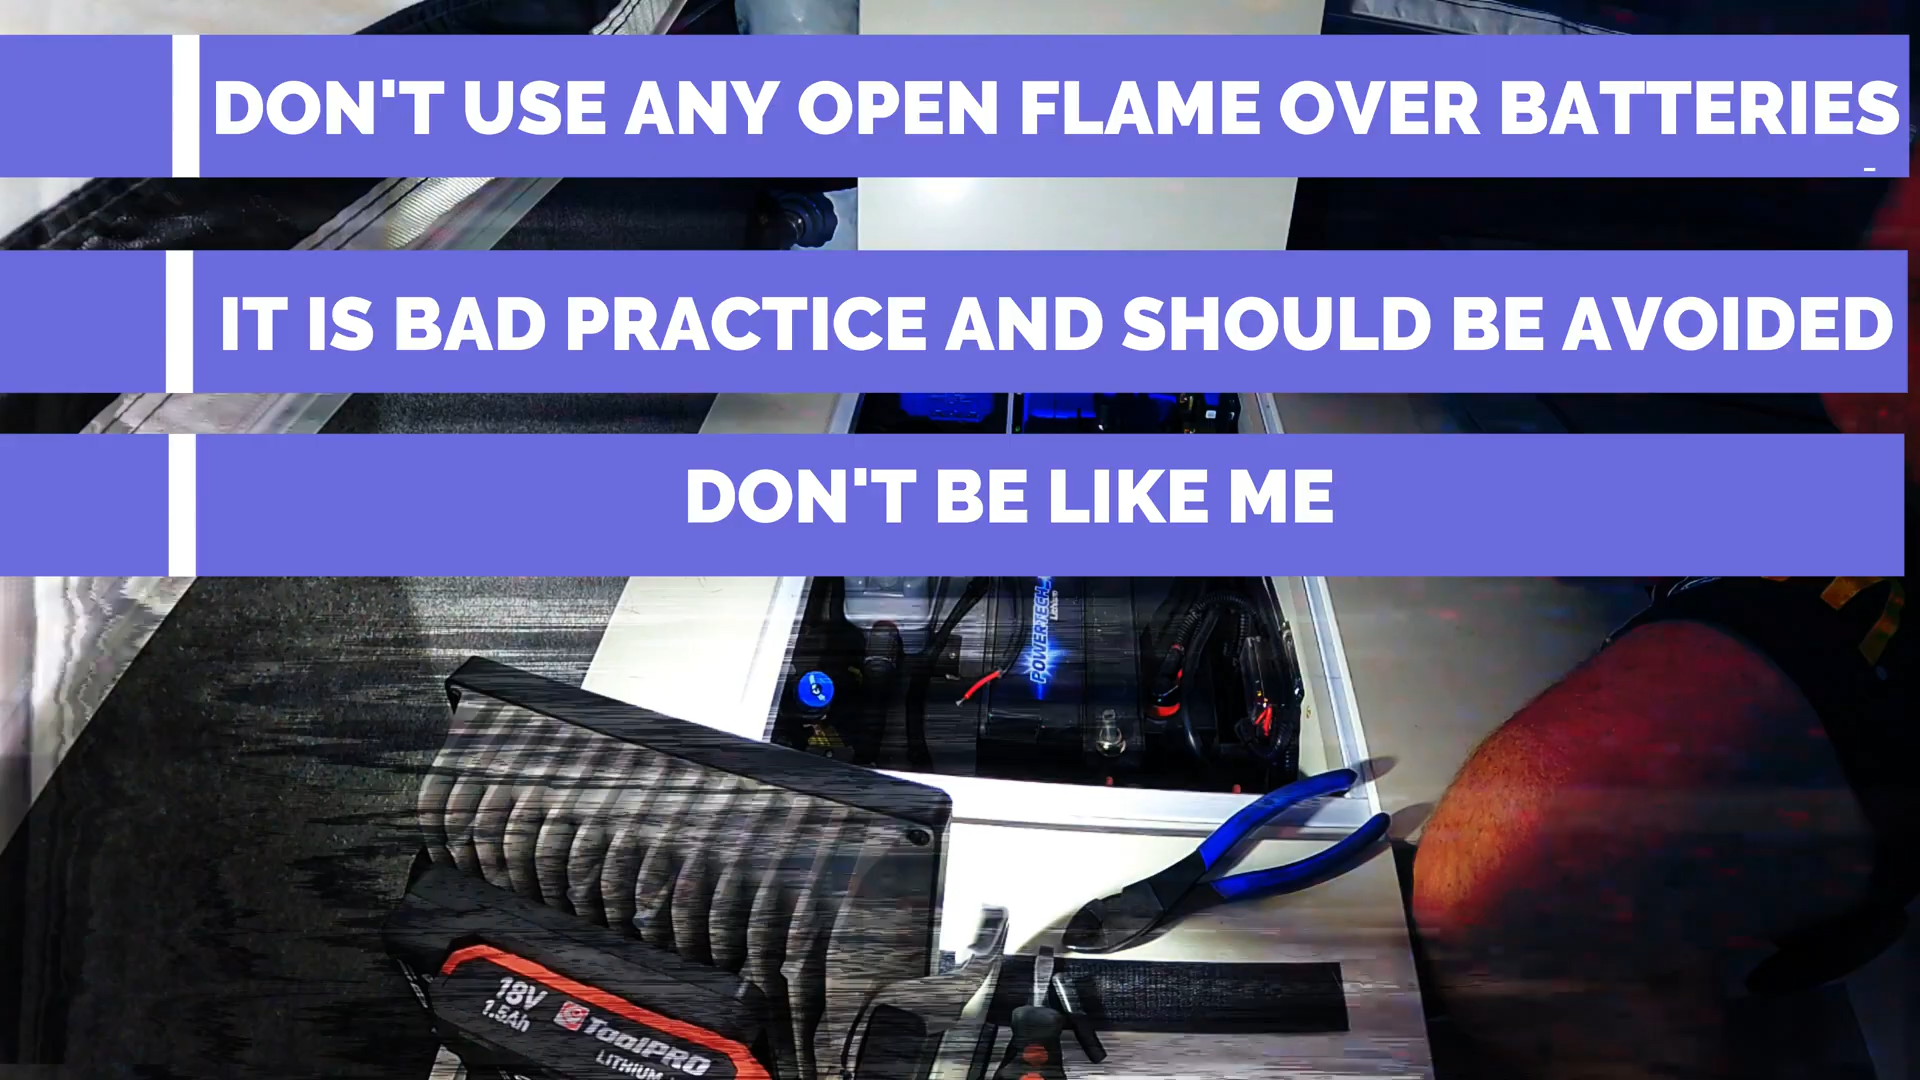 DON'T USE ANY OPEN FLAME OVER BATTERIES
IT IS BAD PRACTICE AND SHOULD BE AVOIDED
DON'T BE LIKE ME
POWERTECH
Lithium
18V
1.5Ah
ToolPRO
LITHIUM